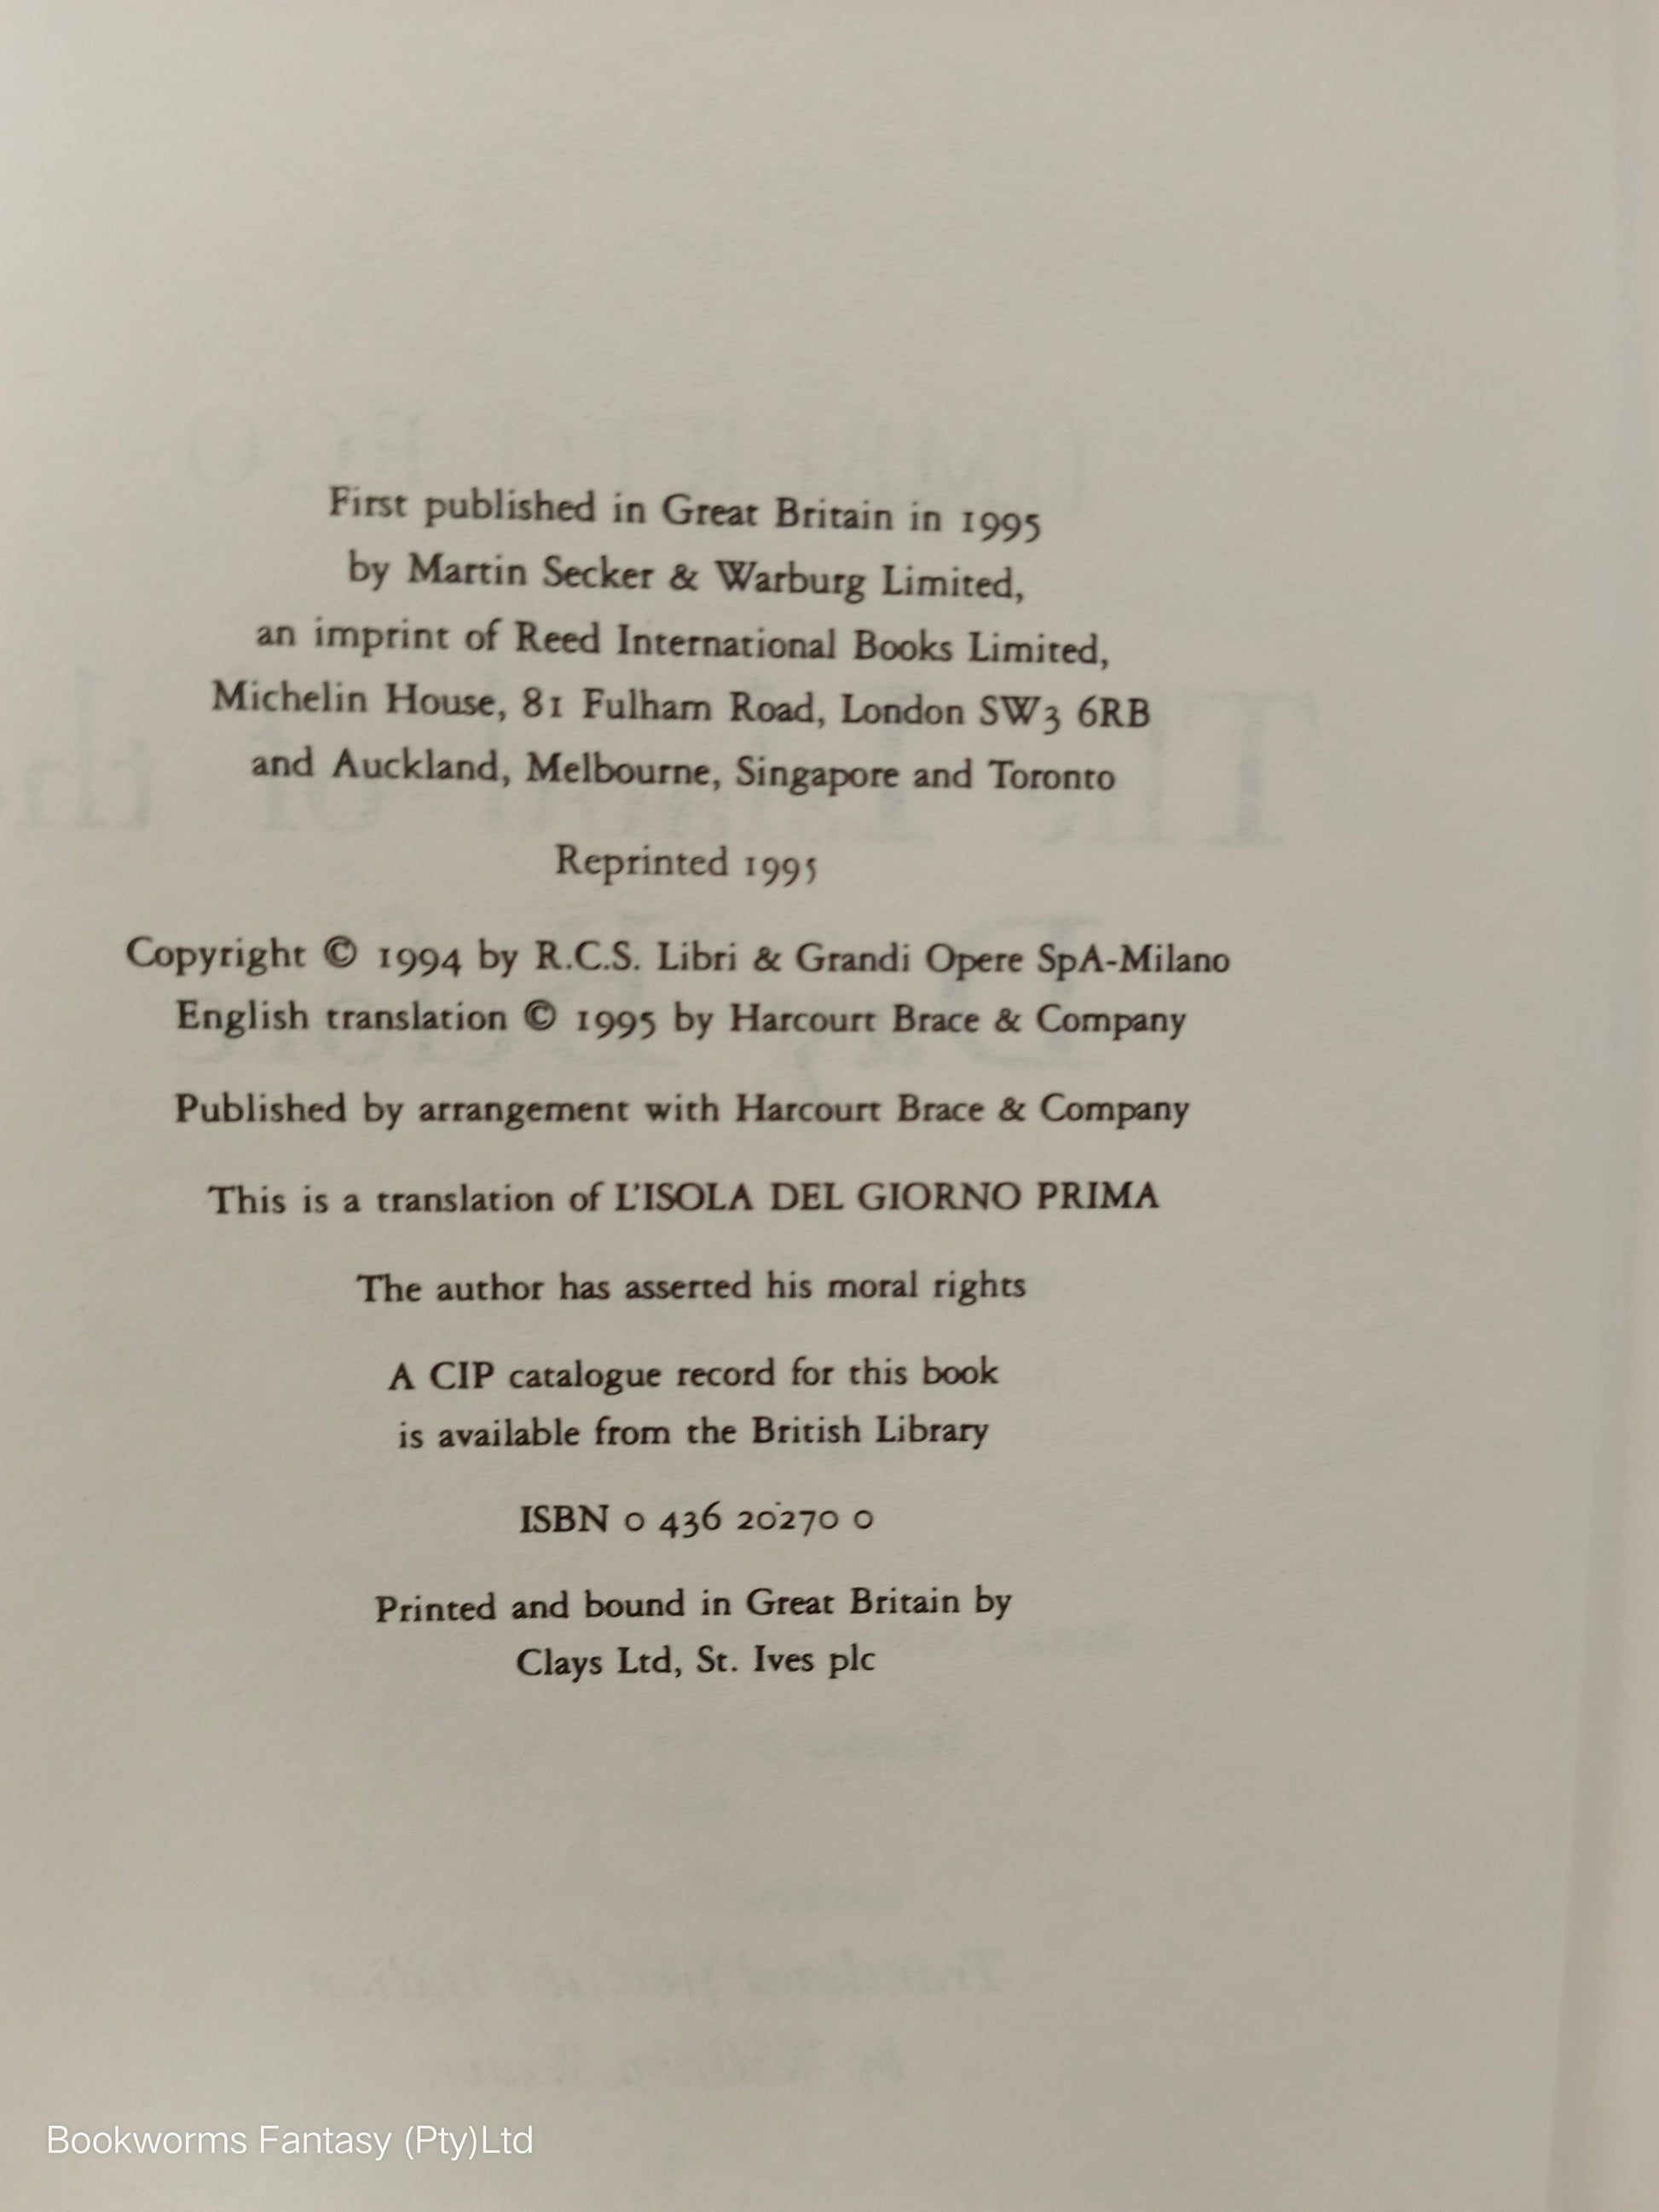 First published in Great Britain in 1995
by Martin Secker & Warburg Limited,
an imprint of Reed International Books Limited,
Michelin House, 81 Fulham Road, London SW3 6RB
and Auckland, Melbourne, Singapore and Toronto
Reprinted 1995
Copyright © 1994 by R.C.S. Libri & Grandi Opere SpA-Milano
English translation © 1995 by Harcourt Brace & Company
Published by arrangement with Harcourt Brace & Company
This is a translation of L'ISOLA DEL GIORNO PRIMA
The author has asserted his moral rights
A CIP catalogue record for this book
is available from the British Library
ISBN 0 436 20270 0
Printed and bound in Great Britain by
Clays Ltd, St. Ives plc
Bookworms Fantasy (Pty)Ltd